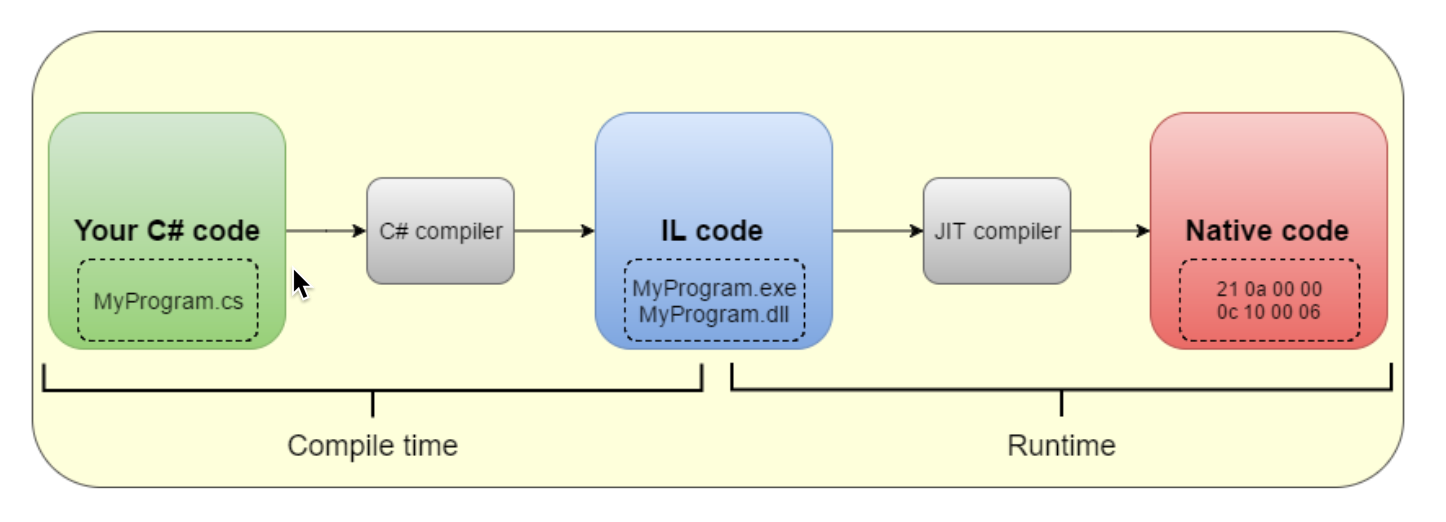 Your C# code
MyProgram.cs
C# compiler
IL code
MyProgram.exe
MyProgram.dll
JIT compiler
Native code
21 0a 00 00
0c 10 00 06
Compile time
Runtime